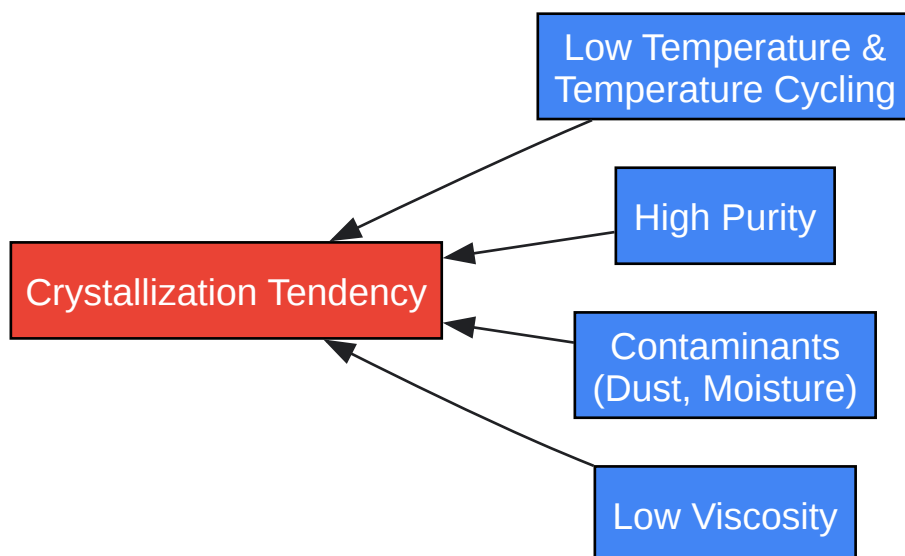 Low Temperature &
Temperature Cycling
High Purity
Crystallization Tendency
Contaminants
(Dust, Moisture)
Low Viscosity